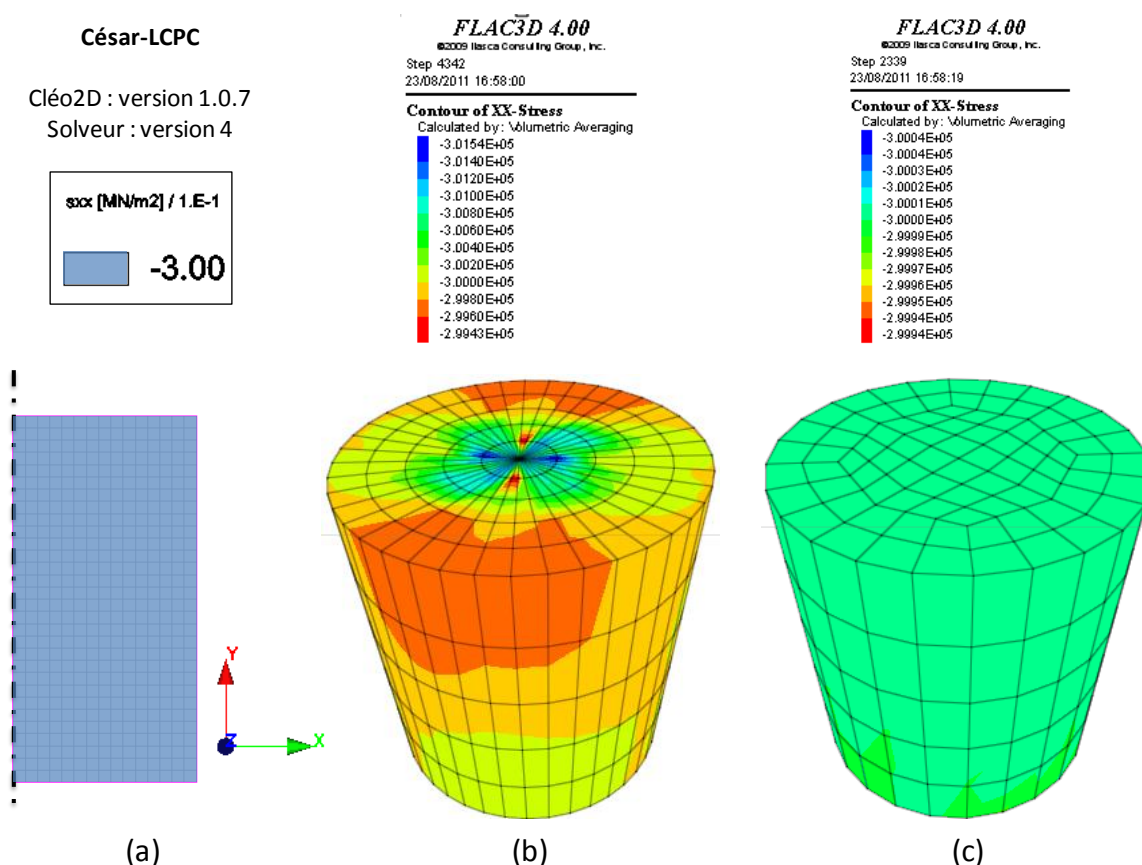 César-LCPC
Cléo2D : version 1.0.7
Solveur : version 4
sxx [MN/m2] / 1.E-1
-3.00
Y
Z
X
(a)
FLAC3D 4.00
©2009 Itasca Consulting Group, Inc.
Step 4342
23/08/2011 16:58:00
Contour of XX-Stress
Calculated by: Volumetric Averaging
-3.0154E+05
-3.0140E+05
-3.0120E+05
-3.0100E+05
-3.0080E+05
-3.0060E+05
-3.0040E+05
-3.0020E+05
-3.0000E+05
-2.9980E+05
-2.9960E+05
-2.9943E+05
(b)
FLAC3D 4.00
©2009 Itasca Consulting Group, Inc.
Step 2339
23/08/2011 16:58:19
Contour of XX-Stress
Calculated by: Volumetric Averaging
-3.0004E+05
-3.0004E+05
-3.0003E+05
-3.0002E+05
-3.0001E+05
-3.0000E+05
-2.9999E+05
-2.9998E+05
-2.9997E+05
-2.9996E+05
-2.9995E+05
-2.9994E+05
-2.9994E+05
(c)